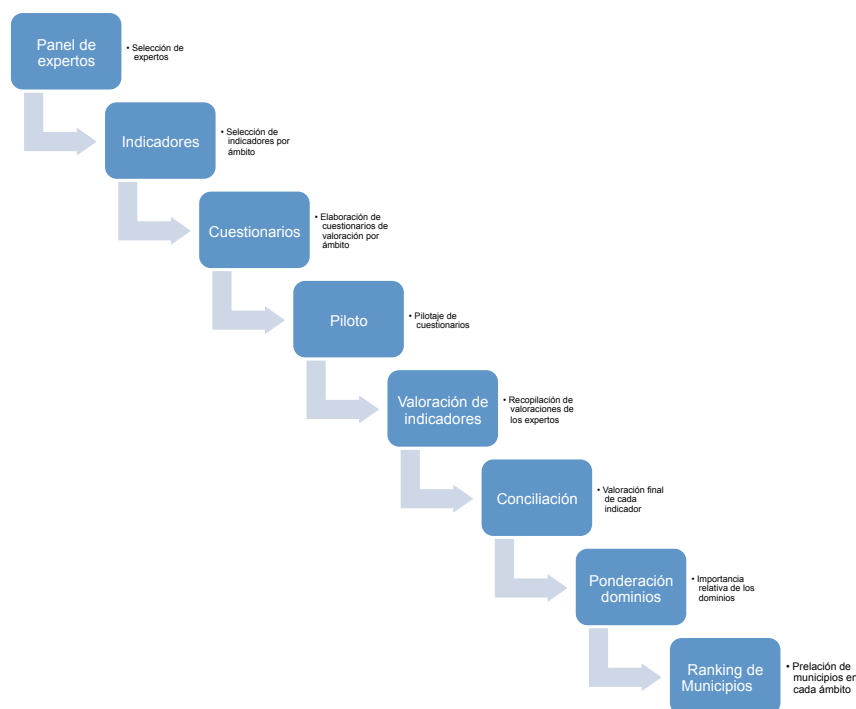 Panel de
expertos
• Selección de
expertos
Indicadores
• Selección de
indicadores por
ámbito
Cuestionarios
• Elaboración de
cuestionarios de
valoración por
ámbito
Piloto
• Pilotaje de
cuestionarios
Valoración de
indicadores
• Recopilación de
valoraciones de
los expertos
Conciliación
• Valoración final
de cada
indicador
Ponderación
dominios
• Importancia
relativa de los
dominios
Ranking de
Municipios
• Prelación de
municipios en
cada ámbito